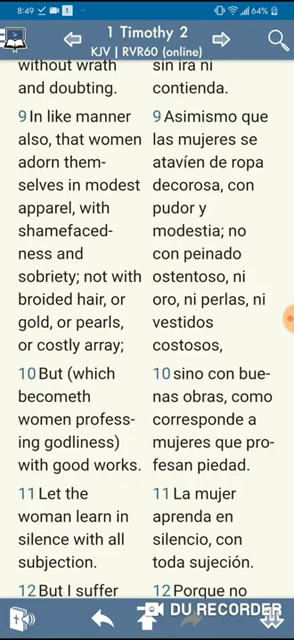 8:49
64%
1 Timothy 2
KJV | RVR60 (online)
without wrath
and doubting.
9 In like manner
also, that women
adorn them-
selves in modest
apparel, with
shamefaced-
ness and
sobriety; not with
broided hair, or
gold, or pearls,
or costly array;
10 But (which
becometh
women profess-
ing godliness)
with good works.
11 Let the
woman learn in
silence with all
subjection.
12 But I suffer
sin ira ni
contienda.
9 Asimismo que
las mujeres se
atavíen de ropa
decorosa, con
pudor y
modestia; no
con peinado
ostentoso, ni
oro, ni perlas, ni
vestidos
costosos,
10 sino con bue-
nas obras, como
corresponde a
mujeres que pro-
fesan piedad.
11 La mujer
aprenda en
silencio, con
toda sujeción.
12 Porque no
DU RECORDER